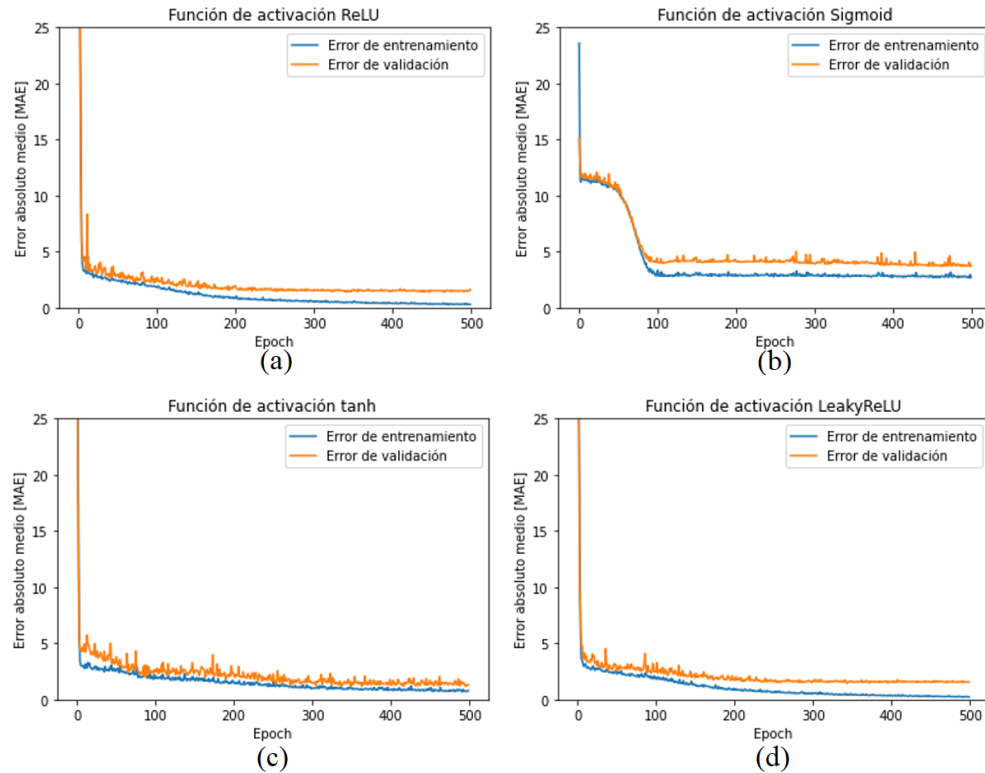 Función de activación ReLU
25
20
15
10
5
0
Error absoluto medio [MAE]
Error de entrenamiento
Error de validación
0 100 200 300 400 500
Epoch
(a)
Función de activación Sigmoid
25
20
15
10
5
0
Error absoluto medio [MAE]
Error de entrenamiento
Error de validación
0 100 200 300 400 500
Epoch
(b)
Función de activación tanh
25
20
15
10
5
0
Error absoluto medio [MAE]
Error de entrenamiento
Error de validación
0 100 200 300 400 500
Epoch
(c)
Función de activación LeakyReLU
25
20
15
10
5
0
Error absoluto medio [MAE]
Error de entrenamiento
Error de validación
0 100 200 300 400 500
Epoch
(d)